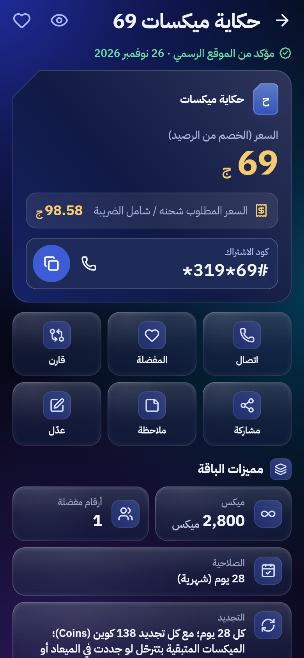 حكاية ميكسات 69
مؤكد من الموقع الرسمي · 26 نوفمبر 2026
ح
حكاية ميكسات
السعر (الخصم من الرصيد)
69 ج
السعر المطلوب شحنه / شامل الضريبة 98.58 ج
كود الاشتراك
*319*69#
اتصال
المفضلة
قارن
مشاركة
ملاحظة
عدّل
مميزات الباقة
ميكس
2,800 ميكس
أرقام مفضلة
1
الصلاحية
28 يوم (شهرية)
التجديد
كل 28 يوم؛ مع كل تجديد 138 كوين (Coins)؛
الميكسات المتبقية بتترحّل لو جددت في الميعاد أو